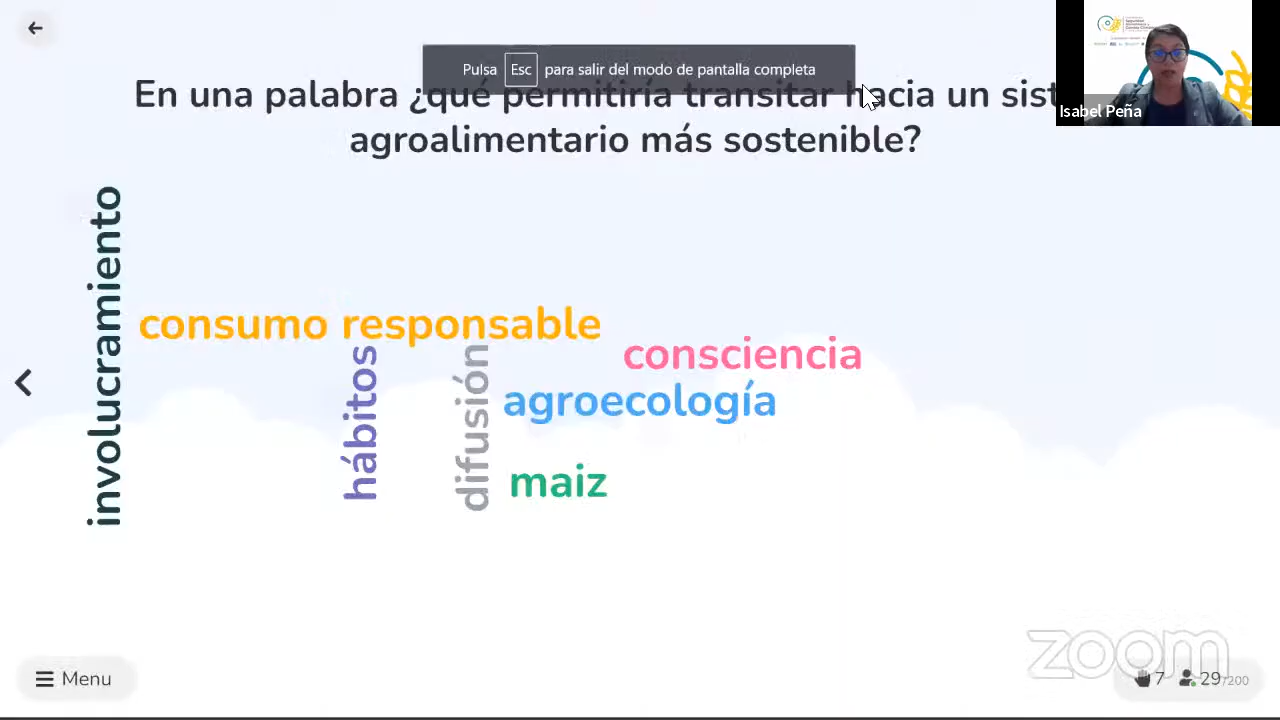 Pulsa Esc para salir del modo de pantalla completa
En una palabra ¿qué permitiría transitar hacia un sist
agroalimentario más sostenible?
Isabel Peña
involucramiento
consumo responsable
consciencia
hábitos
difusión
agroecología
maiz
zoom
Menu
7
29/200